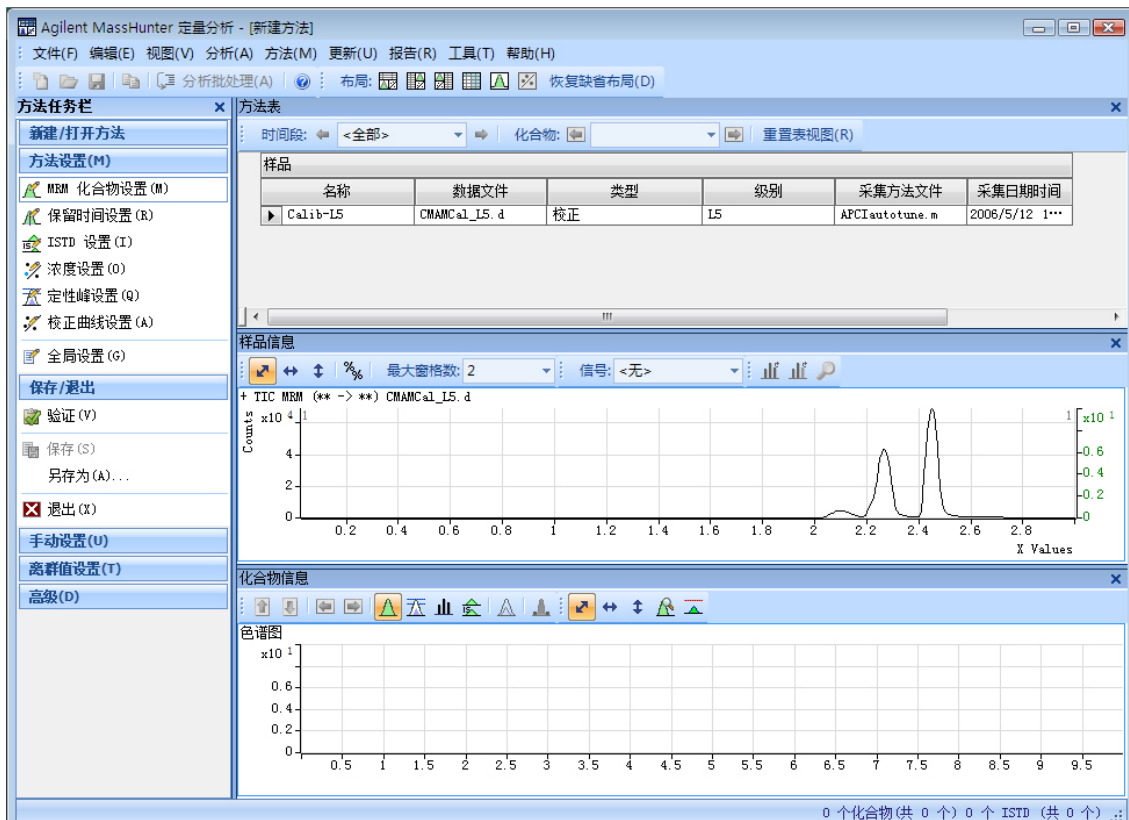 Agilent MassHunter 定量分析 - [新建方法]
文件(F) 编辑(E) 视图(V) 分析(A) 方法(M) 更新(U) 报告(R) 工具(T) 帮助(H)
分析批处理(A) 布局: 恢复缺省布局(D)
方法任务栏
新建/打开方法
方法设置(M)
MRM 化合物设置(M)
保留时间设置(R)
ISTD 设置(I)
浓度设置(O)
定性峰设置(Q)
校正曲线设置(A)
全局设置(G)
保存/退出
验证(V)
保存(S)
另存为(A)...
退出(X)
手动设置(U)
离群值设置(T)
高级(D)
方法表
时间段: <全部> 化合物: 重置表视图(R)
样品
名称 数据文件 类型 级别 采集方法文件 采集日期时间
Calib-L5 CMAMCal_L5.d 校正 L5 APCIautotune.m 2006/5/12 1...
样品信息
最大窗格数: 2 信号: <无>
+ TIC MRM (** -> **) CMAMCal_L5.d
Counts x10 4 1 1 x10 1
4 0.6
0.4
2 0.2
0 0
0.2 0.4 0.6 0.8 1 1.2 1.4 1.6 1.8 2 2.2 2.4 2.6 2.8
X Values
化合物信息
色谱图
x10 1
0.6
0.4
0.2
0
0.5 1 1.5 2 2.5 3 3.5 4 4.5 5 5.5 6 6.5 7 7.5 8 8.5 9 9.5
0 个化合物(共 0 个) 0 个 ISTD (共 0 个)